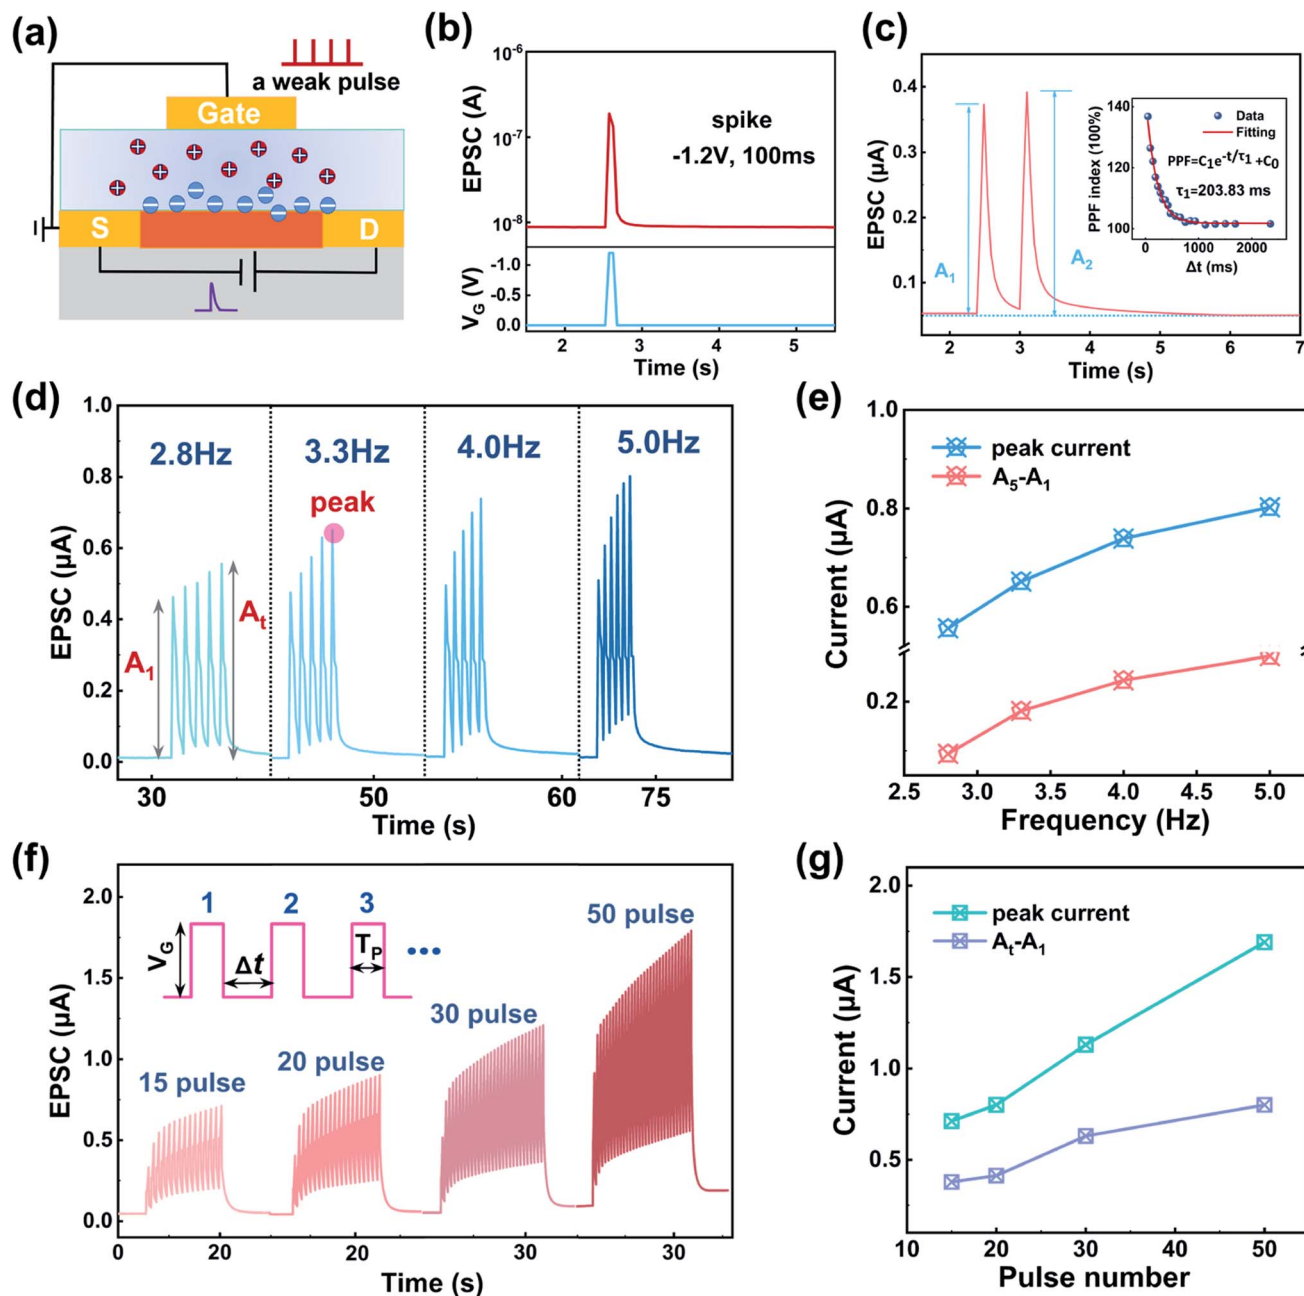 (a)
a weak pulse
Gate
S
D
(b)
10⁻⁶
10⁻⁷
10⁻⁸
EPSC (A)
spike
-1.2V, 100ms
-1.0
-0.5
0.0
V_G (V)
2 3 4 5
Time (s)
(c)
0.4
0.3
0.2
0.1
EPSC (μA)
A₁
A₂
2 3 4 5 6 7
Time (s)
140
120
100
PPF index (100%)
Data
Fitting
PPF=C₁e^(-t/τ₁) +C₀
τ₁=203.83 ms
0 1000 2000
Δt (ms)
(d)
1.0
0.8
0.6
0.4
0.2
0.0
EPSC (μA)
2.8Hz 3.3Hz 4.0Hz 5.0Hz
peak
A₁
Aₜ
30 50 60 75
Time (s)
(e)
1.0
0.8
0.6
0.2
Current (μA)
peak current
A₅-A₁
2.5 3.0 3.5 4.0 4.5 5.0
Frequency (Hz)
(f)
2.0
1.5
1.0
0.5
0.0
EPSC (μA)
1 2 3
V_G
Δt
T_P
...
15 pulse
20 pulse
30 pulse
50 pulse
0 20 20 30 30
Time (s)
(g)
2.0
1.5
1.0
0.5
Current (μA)
peak current
Aₜ-A₁
10 20 30 40 50
Pulse number